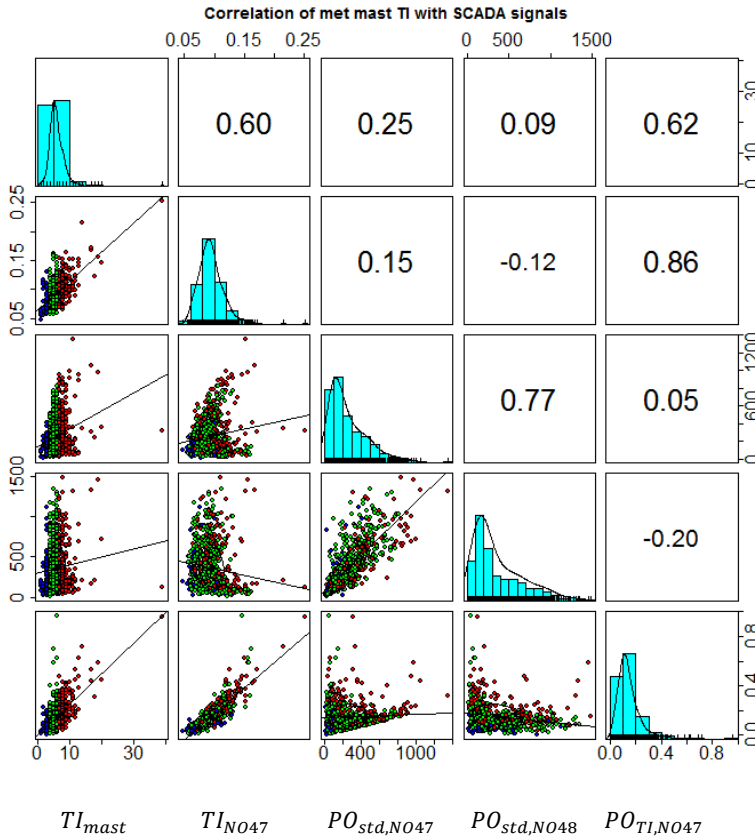 Correlation of met mast TI with SCADA signals
0.05 0.15 0.25 0 500 1500
0.60 0.25 0.09 0.62
0 20
0.05 0.15 0.25
0.15 -0.12 0.86
0.77 0.05
0 600 1200
0 500 1500
-0.20
0.0 0.4 0.8
0 10 30 0 400 1000 0.0 0.4 0.8
TI_mast TI_NO47 PO_std,NO47 PO_std,NO48 PO_TI,NO47